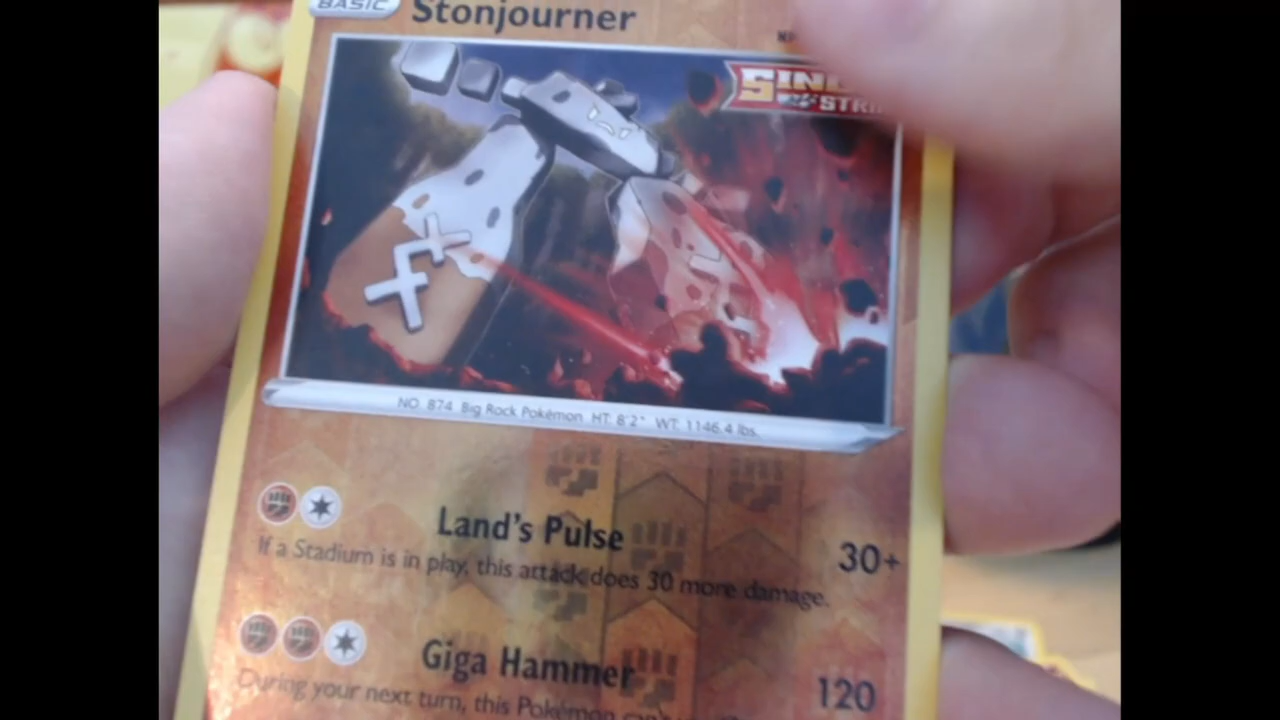 BASIC
Stonjourner
NO. 874 Big Rock Pokémon HT: 8'2" WT: 1146.4 lbs.
Land's Pulse 30+
If a Stadium is in play, this attack does 30 more damage.
Giga Hammer 120
During your next turn, this Pokémon can't